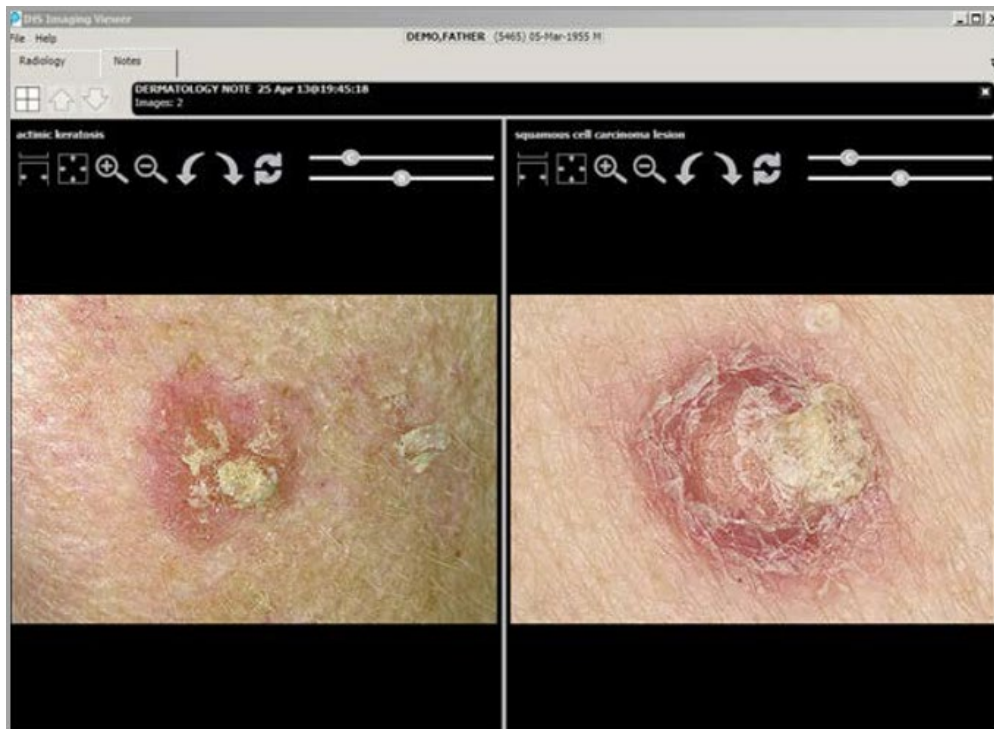 IHS Imaging Viewer
File Help
DEMO,FATHER (5465) 05-Mar-1955 M
Radiology
Notes
DERMATOLOGY NOTE 25 Apr 13@19:45:18
Images: 2
actinic keratosis
C
B
squamous cell carcinoma lesion
C
B